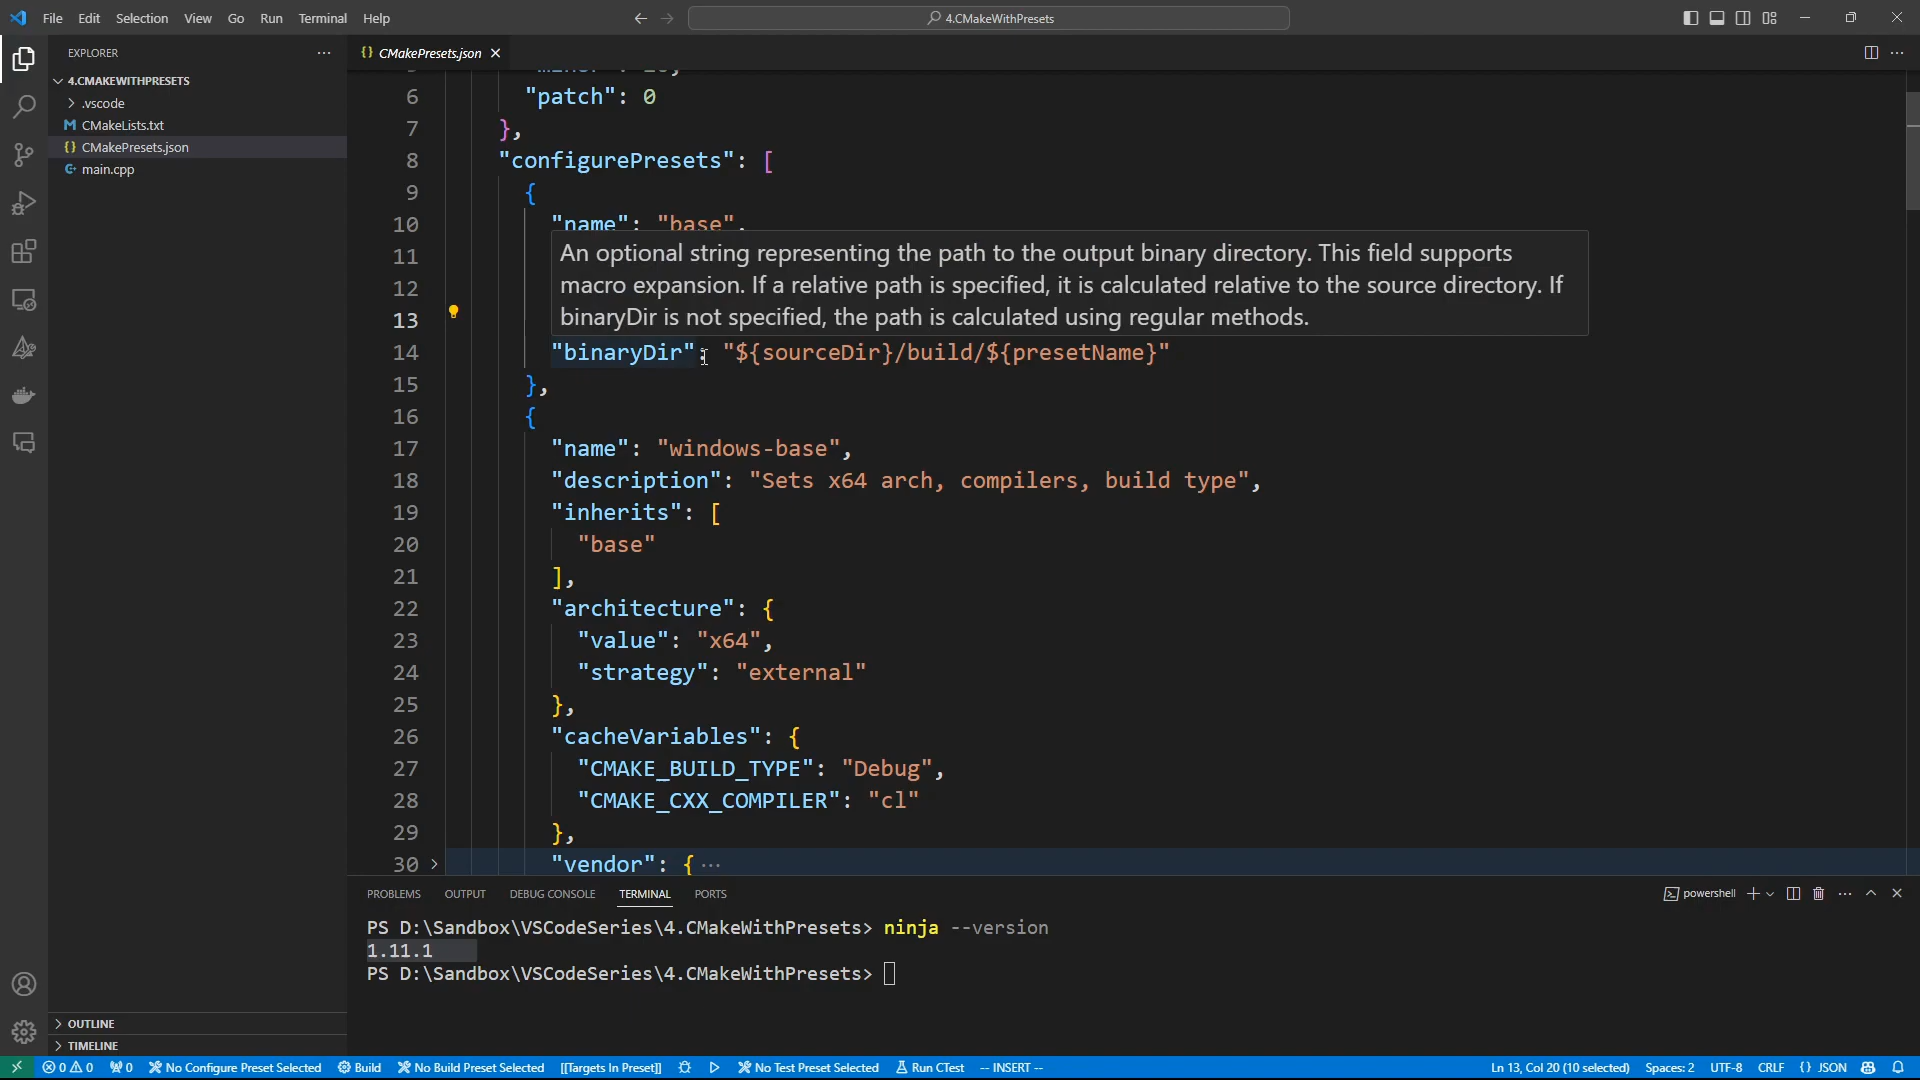 File Edit Selection View Go Run Terminal Help
4.CMakeWithPresets
EXPLORER
4.CMAKEWITHPRESETS
.vscode
CMakeLists.txt
CMakePresets.json
main.cpp
OUTLINE
TIMELINE
CMakePresets.json
6 "patch": 0
7 },
8 "configurePresets": [
9 {
10 "name": "base",
11
12
13
An optional string representing the path to the output binary directory. This field supports
macro expansion. If a relative path is specified, it is calculated relative to the source directory. If
binaryDir is not specified, the path is calculated using regular methods.
14 "binaryDir": "${sourceDir}/build/${presetName}"
15 },
16 {
17 "name": "windows-base",
18 "description": "Sets x64 arch, compilers, build type",
19 "inherits": [
20 "base"
21 ],
22 "architecture": {
23 "value": "x64",
24 "strategy": "external"
25 },
26 "cacheVariables": {
27 "CMAKE_BUILD_TYPE": "Debug",
28 "CMAKE_CXX_COMPILER": "cl"
29 },
30 "vendor": { ···
PROBLEMS OUTPUT DEBUG CONSOLE TERMINAL PORTS
powershell
PS D:\Sandbox\VSCodeSeries\4.CMakeWithPresets> ninja --version
1.11.1
PS D:\Sandbox\VSCodeSeries\4.CMakeWithPresets>
0 0 0 No Configure Preset Selected Build No Build Preset Selected [[Targets In Preset]] No Test Preset Selected Run CTest -- INSERT -- Ln 13, Col 20 (10 selected) Spaces: 2 UTF-8 CRLF {} JSON